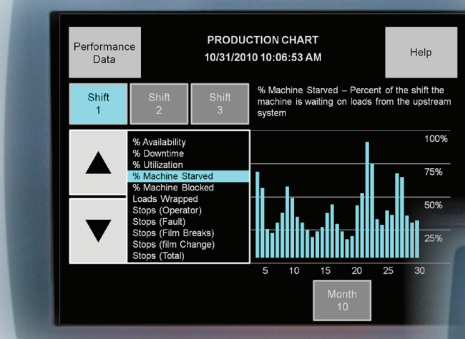 Performance
Data
PRODUCTION CHART
10/31/2010 10:06:53 AM
Help
Shift
1
Shift
2
Shift
3
% Machine Starved – Percent of the shift the
machine is waiting on loads from the upstream
system
% Availability
% Downtime
% Utilization
% Machine Starved
% Machine Blocked
Loads Wrapped
Stops (Operator)
Stops (Fault)
Stops (Film Breaks)
Stops (film Change)
Stops (Total)
100%
75%
50%
25%
5 10 15 20 25 30
Month
10